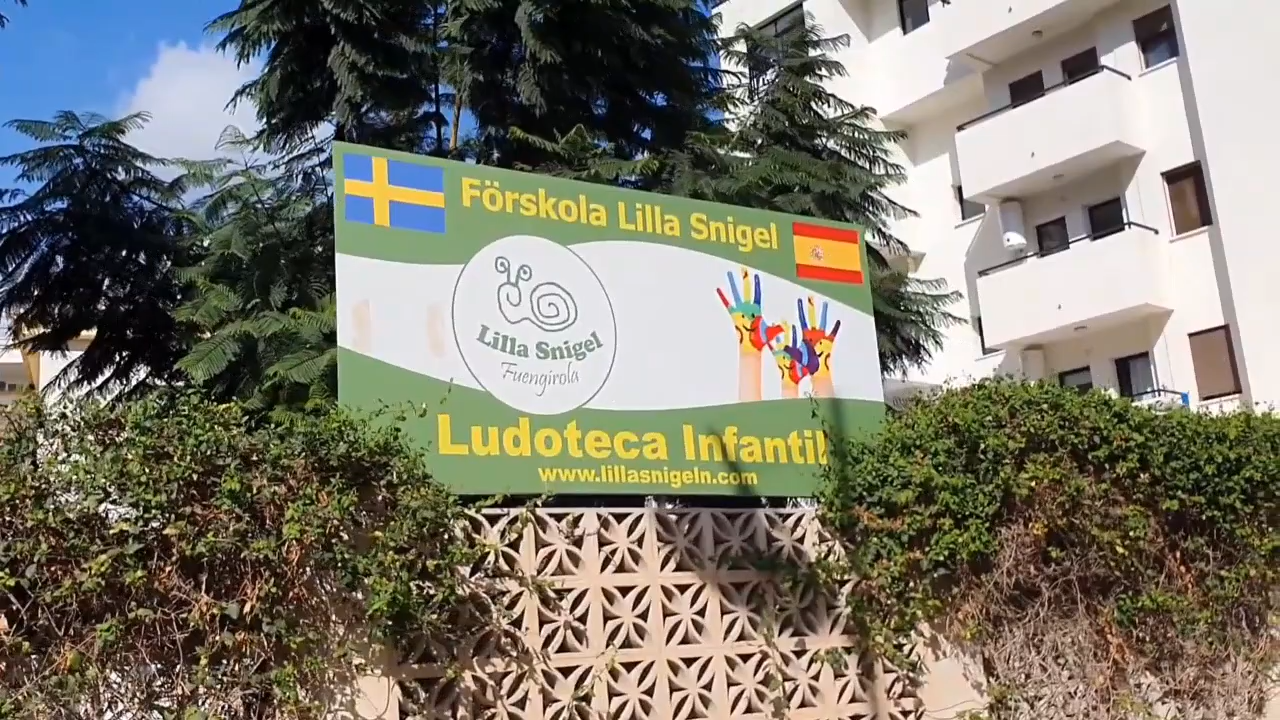 Förskola Lilla Snigel
Lilla Snigel
Fuengirola
Ludoteca Infantil
www.lillasnigeln.com